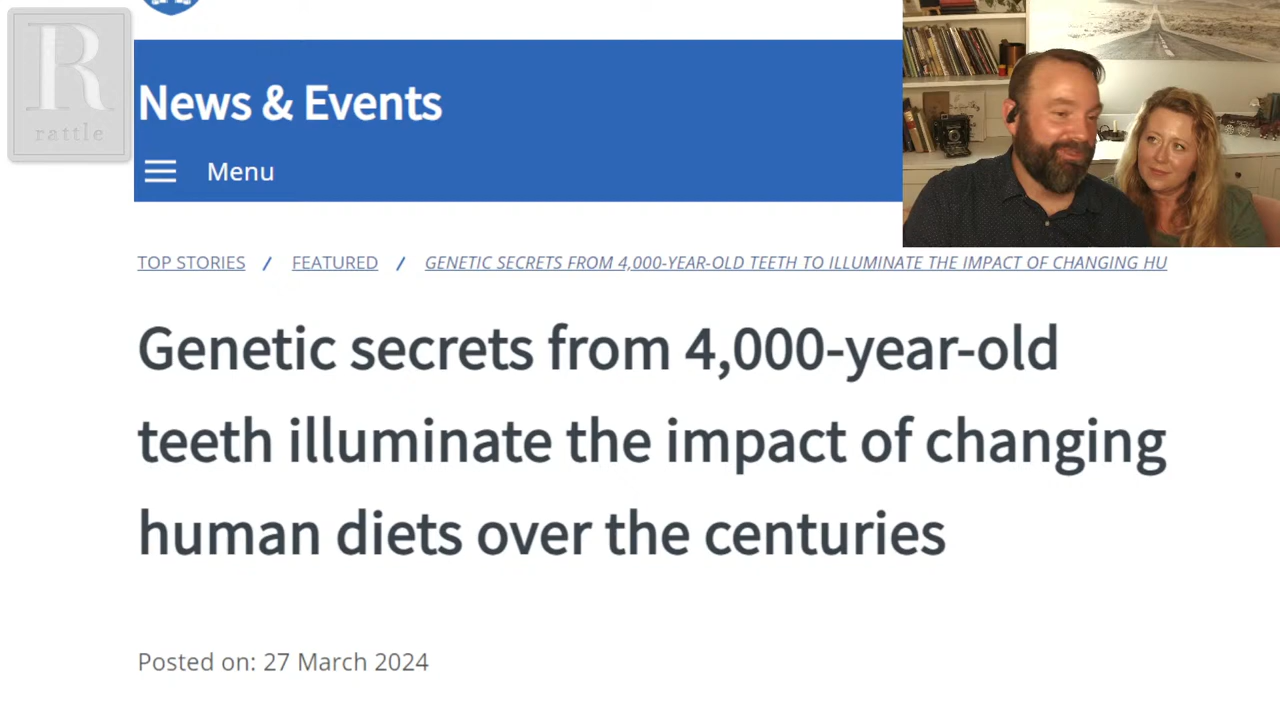 R
rattle
News & Events
Menu
TOP STORIES / FEATURED / GENETIC SECRETS FROM 4,000-YEAR-OLD TEETH TO ILLUMINATE THE IMPACT OF CHANGING HU
Genetic secrets from 4,000-year-old
teeth illuminate the impact of changing
human diets over the centuries
Posted on: 27 March 2024